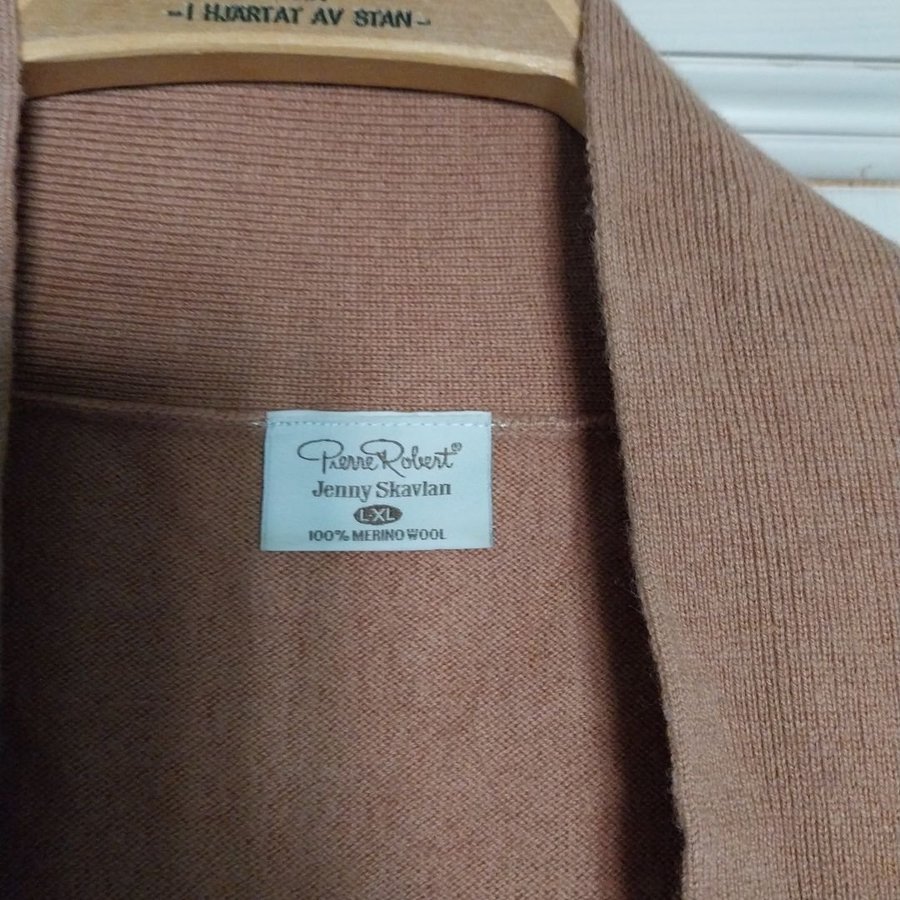 -I HJÄRTAT AV STAN-
Pierre Robert®
Jenny Skavlan
L-XL
100% MERINO WOOL